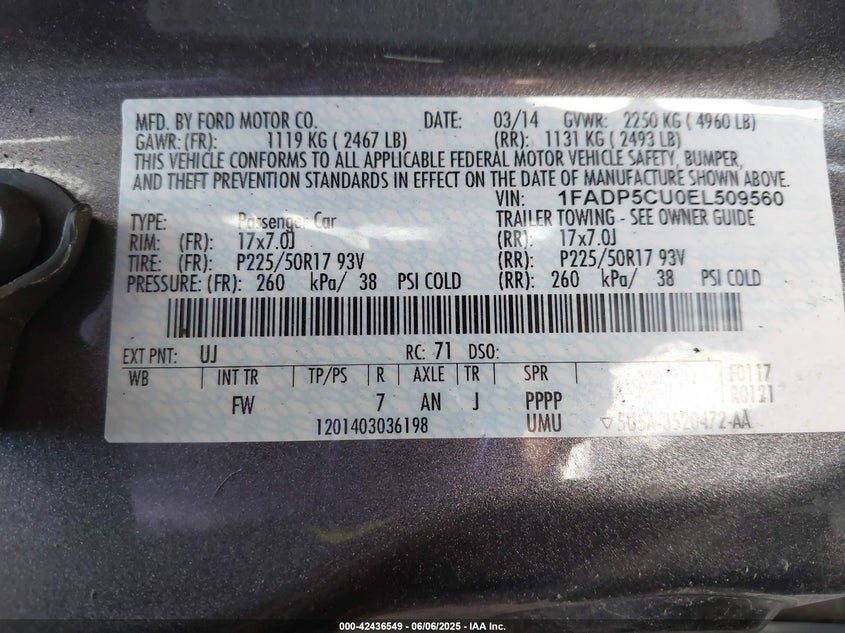 MFD. BY FORD MOTOR CO. DATE: 03/14 GVWR: 2250 KG ( 4960 LB)
GAWR: (FR): 1119 KG ( 2467 LB) (RR): 1131 KG ( 2493 LB)
THIS VEHICLE CONFORMS TO ALL APPLICABLE FEDERAL MOTOR VEHICLE SAFETY, BUMPER,
AND THEFT PREVENTION STANDARDS IN EFFECT ON THE DATE OF MANUFACTURE SHOWN ABOVE.
VIN: 1FADP5CU0EL509560
TYPE: Passenger Car TRAILER TOWING - SEE OWNER GUIDE
RIM: (FR): 17x7.0J (RR): 17x7.0J
TIRE: (FR): P225/50R17 93V (RR): P225/50R17 93V
PRESSURE: (FR): 260 kPa/ 38 PSI COLD (RR): 260 kPa/ 38 PSI COLD
EXT PNT: UJ RC: 71 DSO:
WB INT TR TP/PS R AXLE TR SPR F0117
FW 7 AN J PPPP R0121
1201403036198 UMU ▽5G5A-3520472-AA
000-42436549 - 06/06/2025 - IAA Inc.